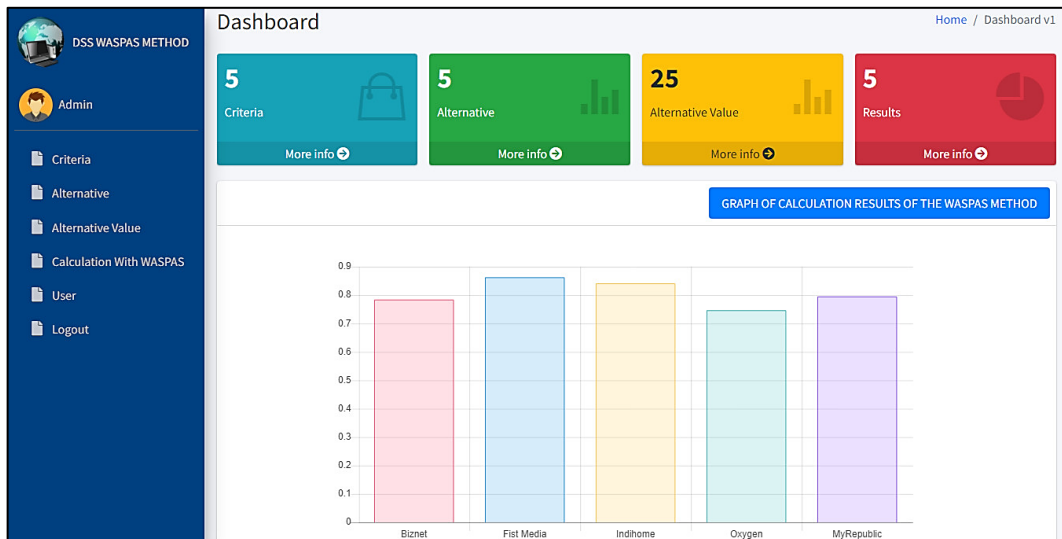 DSS WASPAS METHOD
Admin
Criteria
Alternative
Alternative Value
Calculation With WASPAS
User
Logout
Dashboard
Home / Dashboard v1
5
Criteria
More info
5
Alternative
More info
25
Alternative Value
More info
5
Results
More info
GRAPH OF CALCULATION RESULTS OF THE WASPAS METHOD
0.9
0.8
0.7
0.6
0.5
0.4
0.3
0.2
0.1
0
Biznet Fist Media Indihome Oxygen MyRepublic